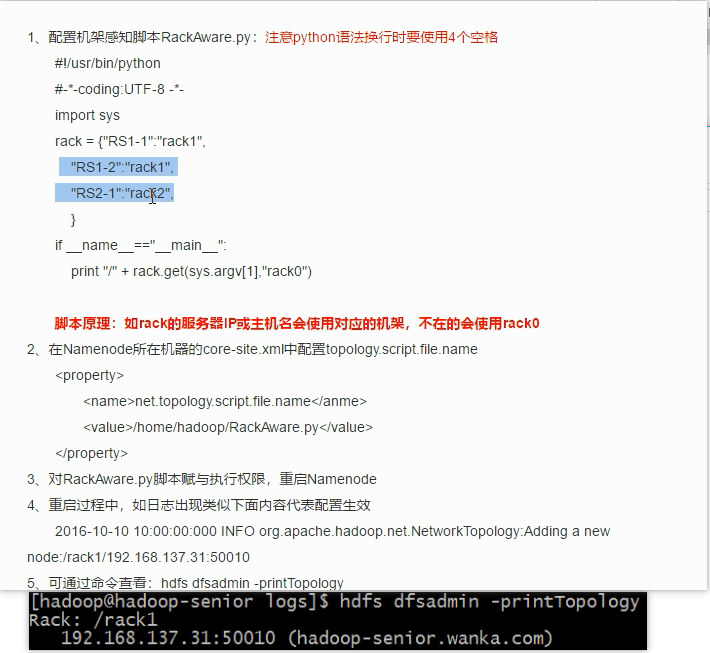 1、配置机架感知脚本RackAware.py：注意python语法换行时要使用4个空格
#!/usr/bin/python
#-*-coding:UTF-8 -*-
import sys
rack = {"RS1-1":"rack1",
"RS1-2":"rack1",
"RS2-1":"rack2",
}
if __name__=="__main__":
print "/" + rack.get(sys.argv[1],"rack0")
脚本原理：如rack的服务器IP或主机名会使用对应的机架，不在的会使用rack0
2、在Namenode所在机器的core-site.xml中配置topology.script.file.name
<property>
<name>net.topology.script.file.name</anme>
<value>/home/hadoop/RackAware.py</value>
</property>
3、对RackAware.py脚本赋与执行权限，重启Namenode
4、重启过程中，如日志出现类似下面内容代表配置生效
2016-10-10 10:00:00:000 INFO org.apache.hadoop.net.NetworkTopology:Adding a new
node:/rack1/192.168.137.31:50010
5、可通过命令查看：hdfs dfsadmin -printTopology
[hadoop@hadoop-senior logs]$ hdfs dfsadmin -printTopology
Rack: /rack1
192.168.137.31:50010 (hadoop-senior.wanka.com)